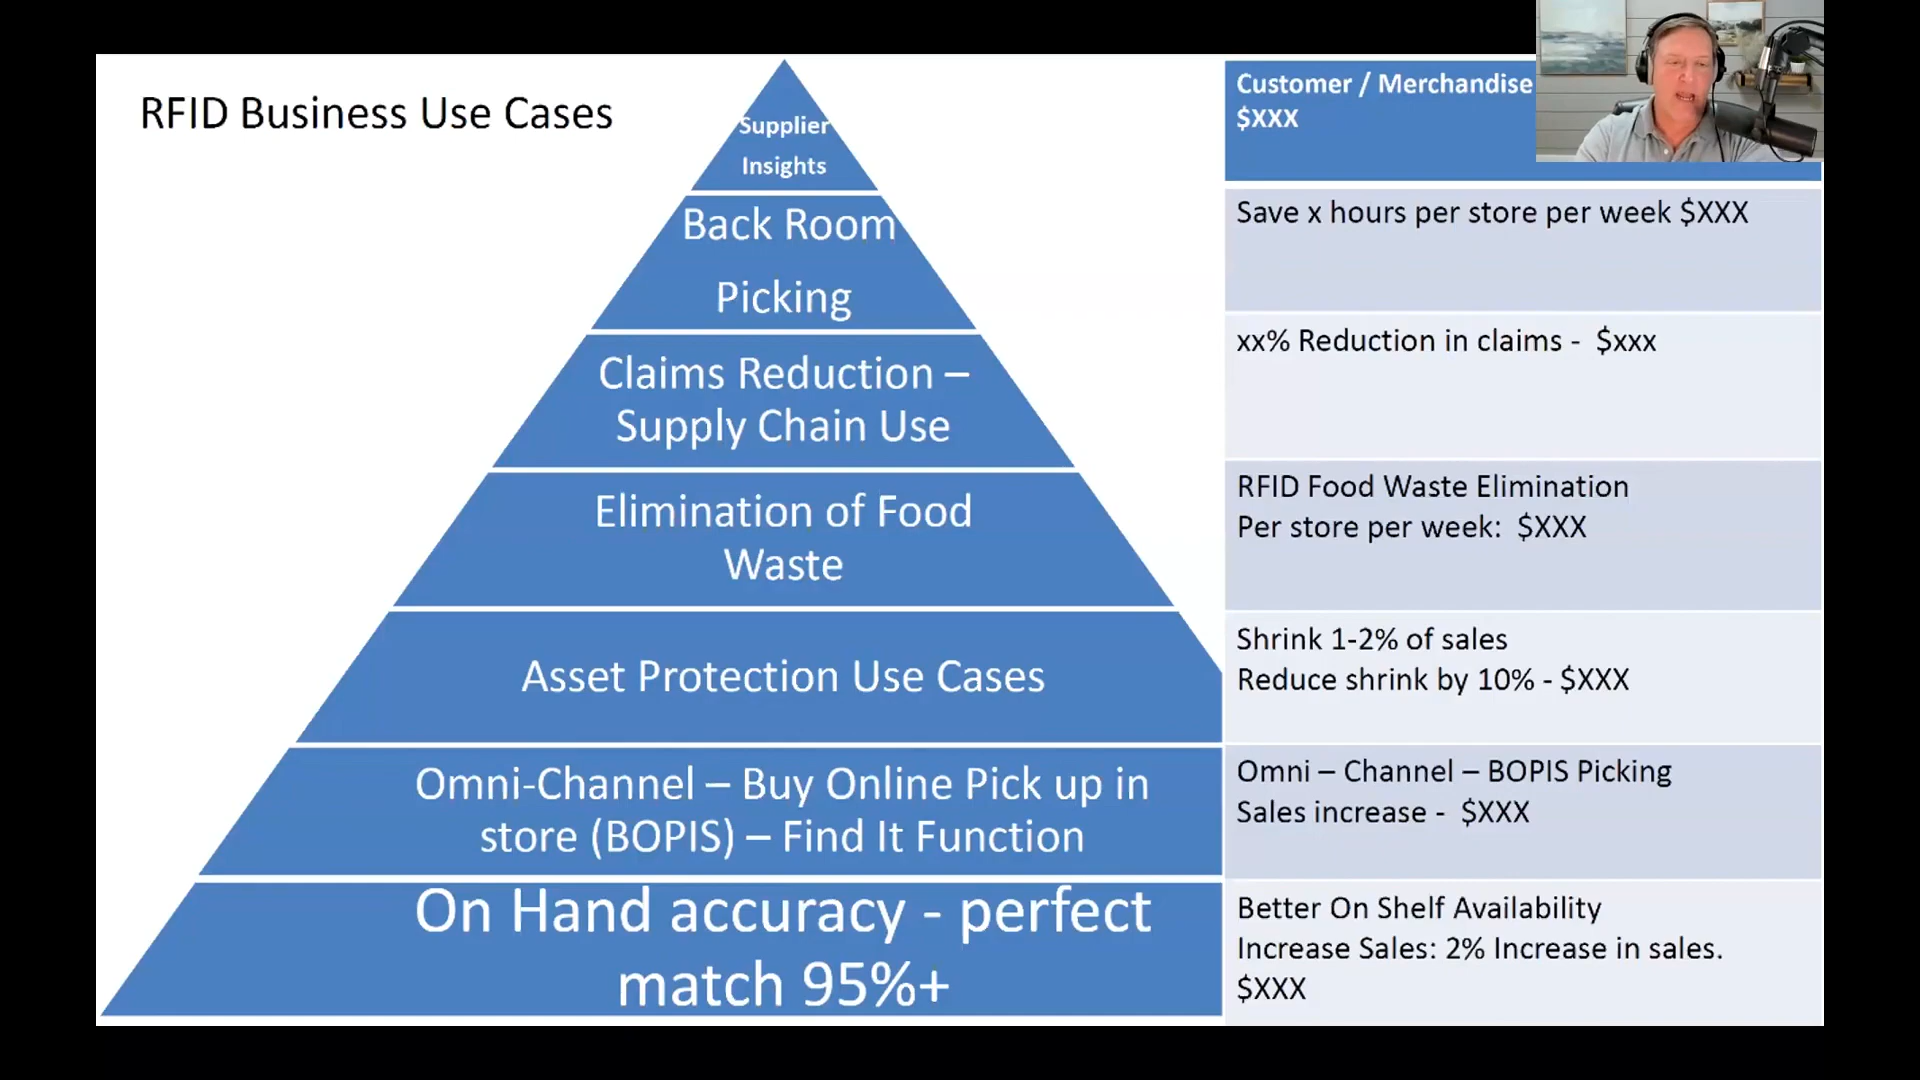 RFID Business Use Cases
Supplier
Insights
Back Room
Picking
Claims Reduction –
Supply Chain Use
Elimination of Food
Waste
Asset Protection Use Cases
Omni-Channel – Buy Online Pick up in
store (BOPIS) – Find It Function
On Hand accuracy - perfect
match 95%+
Customer / Merchandise
$XXX
Save x hours per store per week $XXX
xx% Reduction in claims - $xxx
RFID Food Waste Elimination
Per store per week: $XXX
Shrink 1-2% of sales
Reduce shrink by 10% - $XXX
Omni – Channel – BOPIS Picking
Sales increase - $XXX
Better On Shelf Availability
Increase Sales: 2% Increase in sales.
$XXX